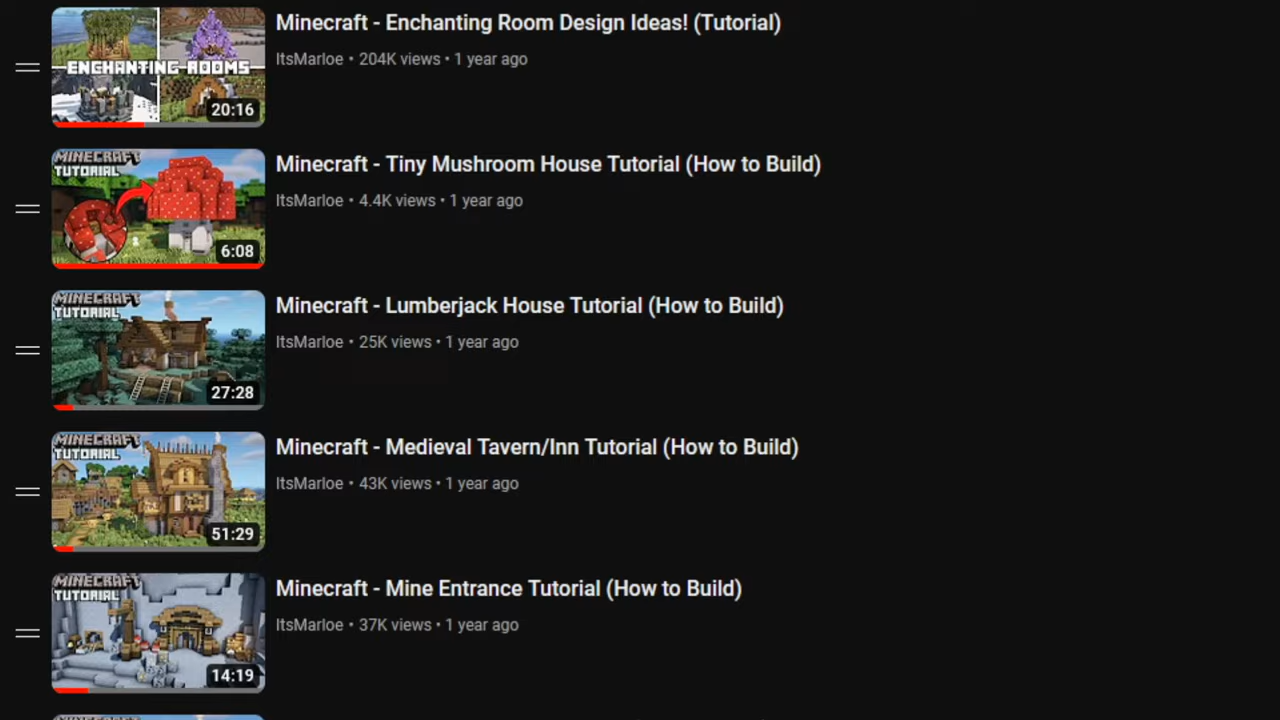 Minecraft - Enchanting Room Design Ideas! (Tutorial)
ItsMarloe • 204K views • 1 year ago
ENCHANTING ROOMS
20:16
Minecraft - Tiny Mushroom House Tutorial (How to Build)
ItsMarloe • 4.4K views • 1 year ago
MINECRAFT
TUTORIAL
6:08
Minecraft - Lumberjack House Tutorial (How to Build)
ItsMarloe • 25K views • 1 year ago
MINECRAFT
TUTORIAL
27:28
Minecraft - Medieval Tavern/Inn Tutorial (How to Build)
ItsMarloe • 43K views • 1 year ago
MINECRAFT
TUTORIAL
51:29
Minecraft - Mine Entrance Tutorial (How to Build)
ItsMarloe • 37K views • 1 year ago
MINECRAFT
TUTORIAL
14:19